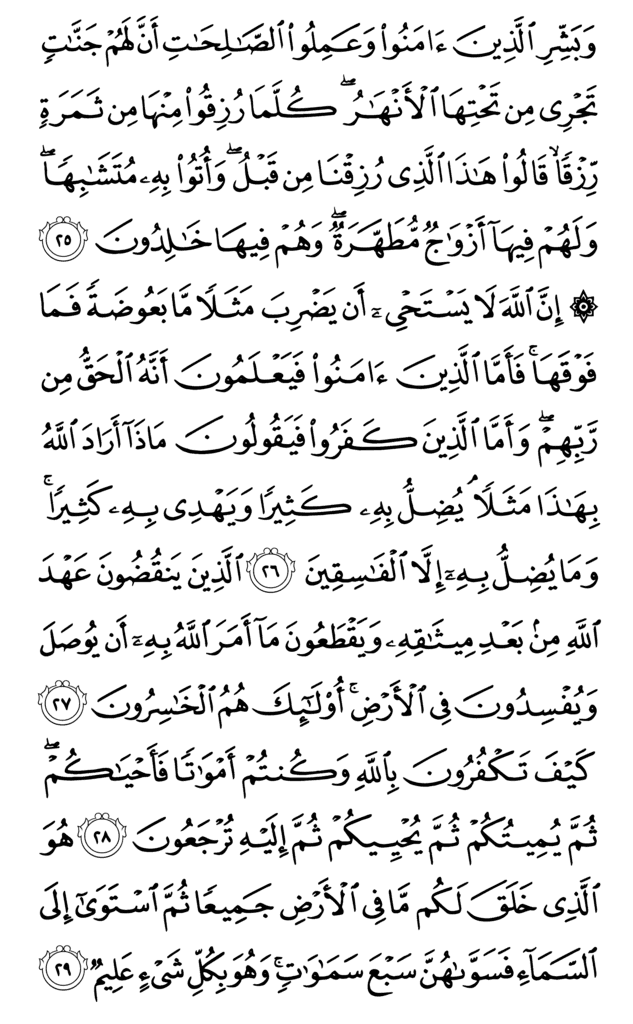 وَبَشِّرِ ٱلَّذِينَ ءَامَنُوا۟ وَعَمِلُوا۟ ٱلصَّـٰلِحَـٰتِ أَنَّ لَهُمْ جَنَّـٰتٍ
تَجْرِى مِن تَحْتِهَا ٱلْأَنْهَـٰرُ ۖ كُلَّمَا رُزِقُوا۟ مِنْهَا مِن ثَمَرَةٍ
رِّزْقًا ۙ قَالُوا۟ هَـٰذَا ٱلَّذِى رُزِقْنَا مِن قَبْلُ ۖ وَأُتُوا۟ بِهِۦ مُتَشَـٰبِهًا ۖ
وَلَهُمْ فِيهَآ أَزْوَٰجٌ مُّطَهَّرَةٌ ۖ وَهُمْ فِيهَا خَـٰلِدُونَ ٢٥
۞ إِنَّ ٱللَّهَ لَا يَسْتَحْىِۦٓ أَن يَضْرِبَ مَثَلًا مَّا بَعُوضَةً فَمَا
فَوْقَهَا ۚ فَأَمَّا ٱلَّذِينَ ءَامَنُوا۟ فَيَعْلَمُونَ أَنَّهُ ٱلْحَقُّ مِن
رَّبِّهِمْ ۖ وَأَمَّا ٱلَّذِينَ كَفَرُوا۟ فَيَقُولُونَ مَاذَآ أَرَادَ ٱللَّهُ
بِهَـٰذَا مَثَلًا ۘ يُضِلُّ بِهِۦ كَثِيرًا وَيَهْدِى بِهِۦ كَثِيرًا ۚ
وَمَا يُضِلُّ بِهِۦٓ إِلَّا ٱلْفَـٰسِقِينَ ٢٦ ٱلَّذِينَ يَنقُضُونَ عَهْدَ
ٱللَّهِ مِنۢ بَعْدِ مِيثَـٰقِهِۦ وَيَقْطَعُونَ مَآ أَمَرَ ٱللَّهُ بِهِۦٓ أَن يُوصَلَ
وَيُفْسِدُونَ فِى ٱلْأَرْضِ ۚ أُو۟لَـٰٓئِكَ هُمُ ٱلْخَـٰسِرُونَ ٢٧
كَيْفَ تَكْفُرُونَ بِٱللَّهِ وَكُنتُمْ أَمْوَٰتًا فَأَحْيَـٰكُمْ ۖ
ثُمَّ يُمِيتُكُمْ ثُمَّ يُحْيِيكُمْ ثُمَّ إِلَيْهِ تُرْجَعُونَ ٢٨ هُوَ
ٱلَّذِى خَلَقَ لَكُم مَّا فِى ٱلْأَرْضِ جَمِيعًا ثُمَّ ٱسْتَوَىٰٓ إِلَى
ٱلسَّمَآءِ فَسَوَّىٰهُنَّ سَبْعَ سَمَـٰوَٰتٍ ۚ وَهُوَ بِكُلِّ شَىْءٍ عَلِيمٌ ٢٩